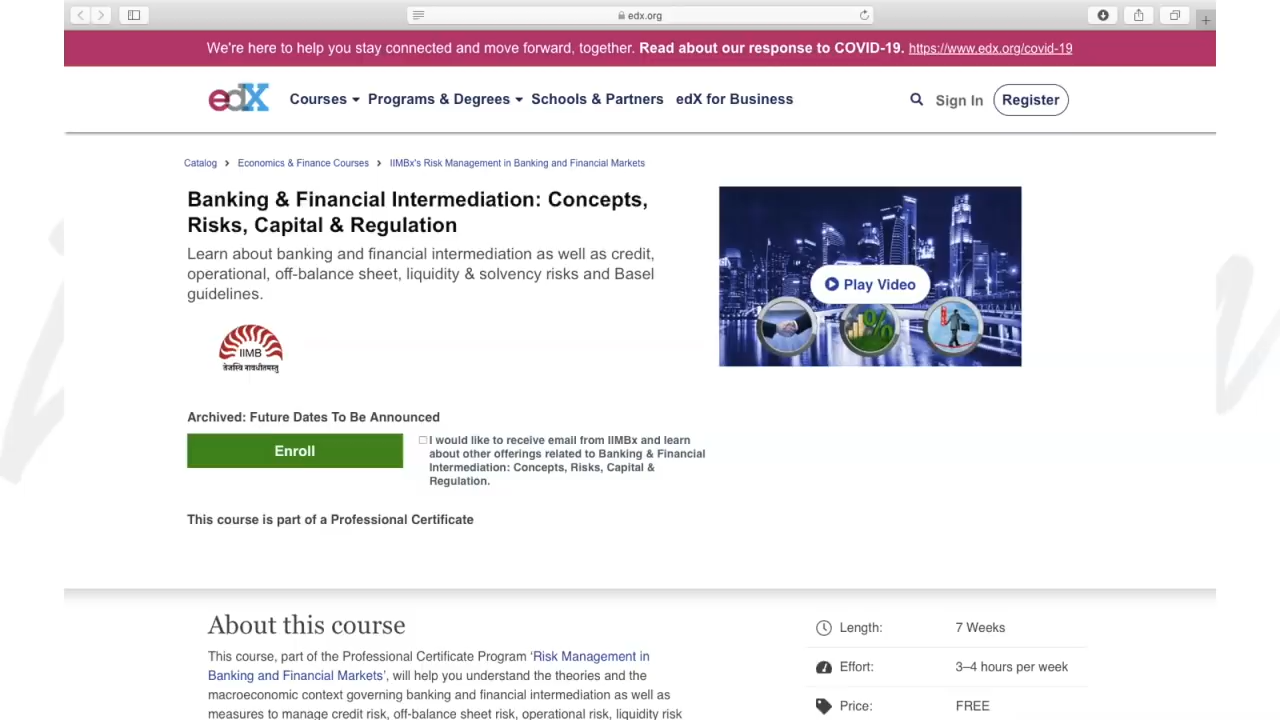 edx.org
We're here to help you stay connected and move forward, together. Read about our response to COVID-19. https://www.edx.org/covid-19
edX Courses Programs & Degrees Schools & Partners edX for Business Sign In Register
Catalog > Economics & Finance Courses > IIMBx's Risk Management in Banking and Financial Markets
Banking & Financial Intermediation: Concepts,
Risks, Capital & Regulation
Learn about banking and financial intermediation as well as credit,
operational, off-balance sheet, liquidity & solvency risks and Basel
guidelines.
Play Video
IIMB
तेजस्वि नावधीतमस्तु
Archived: Future Dates To Be Announced
Enroll
I would like to receive email from IIMBx and learn
about other offerings related to Banking & Financial
Intermediation: Concepts, Risks, Capital &
Regulation.
This course is part of a Professional Certificate
About this course
This course, part of the Professional Certificate Program ‘Risk Management in
Banking and Financial Markets’, will help you understand the theories and the
macroeconomic context governing banking and financial intermediation as well as
measures to manage credit risk, off-balance sheet risk, operational risk, liquidity risk
Length: 7 Weeks
Effort: 3–4 hours per week
Price: FREE